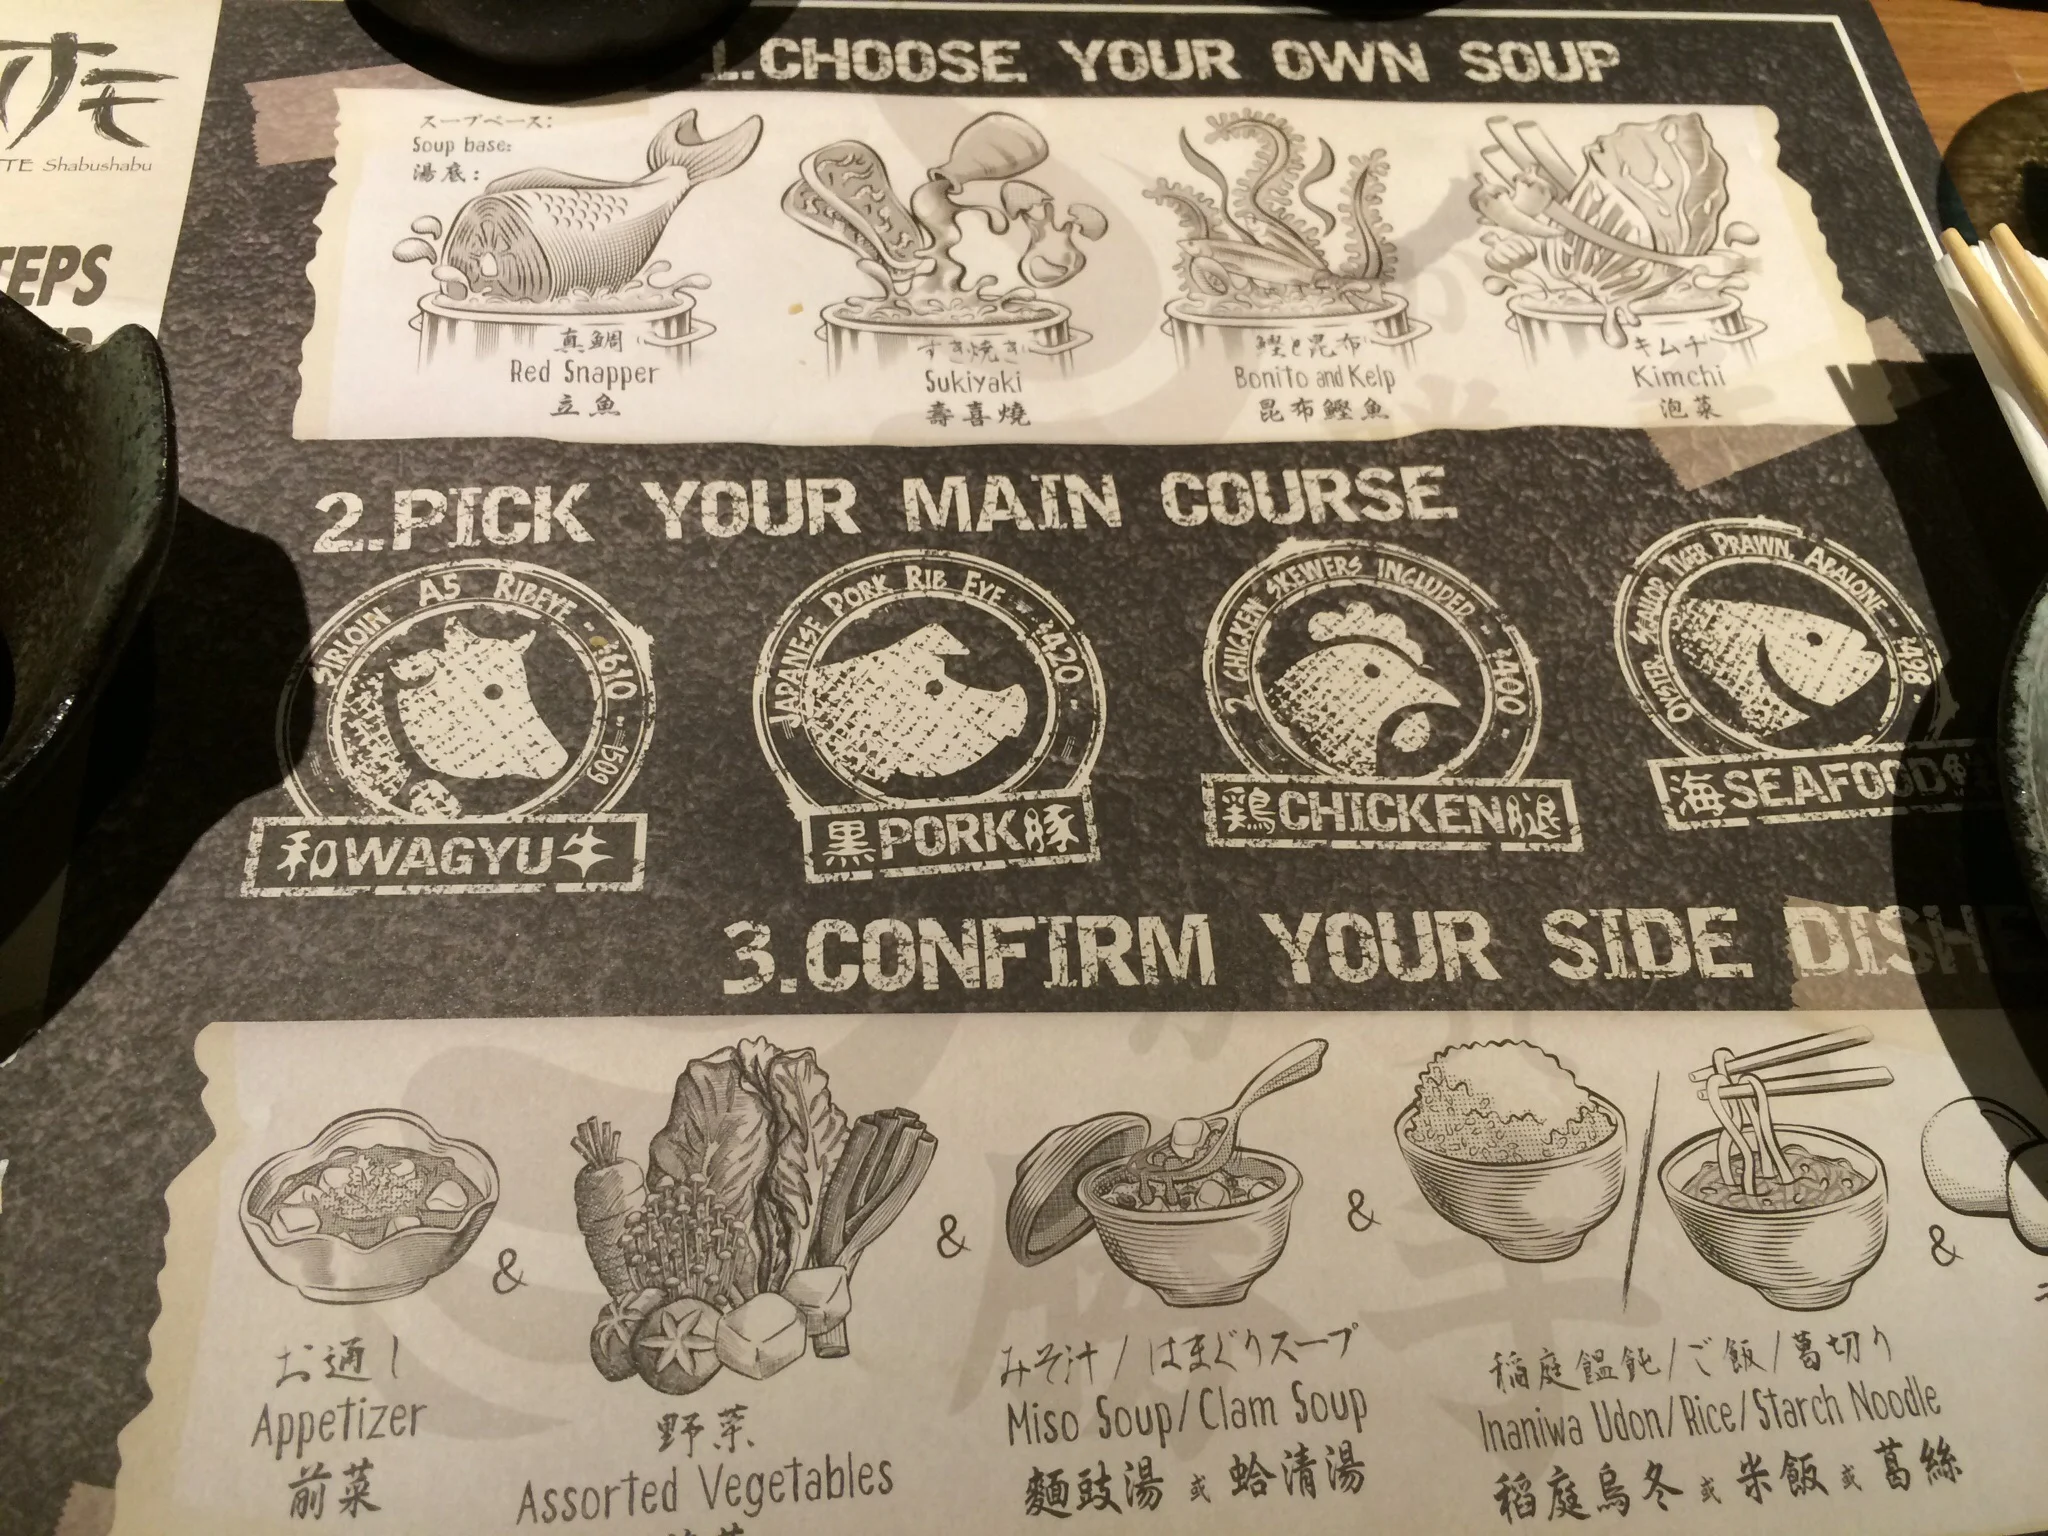 Shabushabu
1.CHOOSE YOUR OWN SOUP
スープベース:
Soup base:
湯底:
真鯛
Red Snapper
立魚
すき焼き
Sukiyaki
壽喜燒
鰹と昆布
Bonito and Kelp
昆布鰹魚
キムチ
Kimchi
泡菜
2.PICK YOUR MAIN COURSE
SIRLOIN A5 RIBEYE - $610 - 150g
和WAGYU牛
JAPANESE PORK RIB EYE - $420 -
黒PORK豚
2 CHICKEN SKEWERS INCLUDED - $400 -
鶏CHICKEN腿
OYSTER, SCALLOP, TIGER PRAWN, ABALONE - $498 -
海SEAFOOD
3.CONFIRM YOUR SIDE DISHE
お通し
Appetizer
前菜
&
野菜
Assorted Vegetables
&
みそ汁/はまぐりスープ
Miso Soup/Clam Soup
麵豉湯 或 蛤清湯
&
稲庭饂飩/ご飯/葛切り
Inaniwa Udon/Rice/Starch Noodle
稻庭烏冬 或 米飯 或 葛絲
&